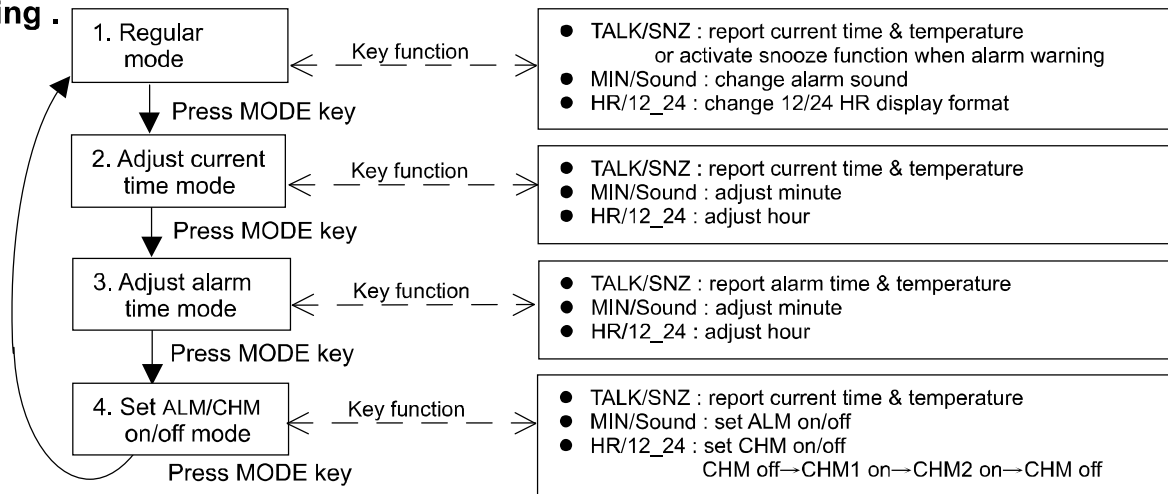 ing .
1. Regular
mode
Key function
● TALK/SNZ : report current time & temperature
or activate snooze function when alarm warning
● MIN/Sound : change alarm sound
● HR/12_24 : change 12/24 HR display format
Press MODE key
2. Adjust current
time mode
Key function
● TALK/SNZ : report current time & temperature
● MIN/Sound : adjust minute
● HR/12_24 : adjust hour
Press MODE key
3. Adjust alarm
time mode
Key function
● TALK/SNZ : report alarm time & temperature
● MIN/Sound : adjust minute
● HR/12_24 : adjust hour
Press MODE key
4. Set ALM/CHM
on/off mode
Key function
● TALK/SNZ : report current time & temperature
● MIN/Sound : set ALM on/off
● HR/12_24 : set CHM on/off
CHM off→CHM1 on→CHM2 on→CHM off
Press MODE key